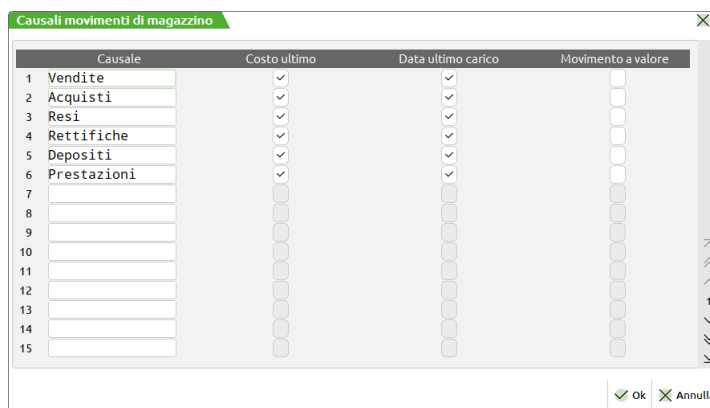 Causali movimenti di magazzino
Causale Costo ultimo Data ultimo carico Movimento a valore
1 Vendite
2 Acquisti
3 Resi
4 Rettifiche
5 Depositi
6 Prestazioni
7
8
9
10
11
12
13
14
15
Ok Annulla